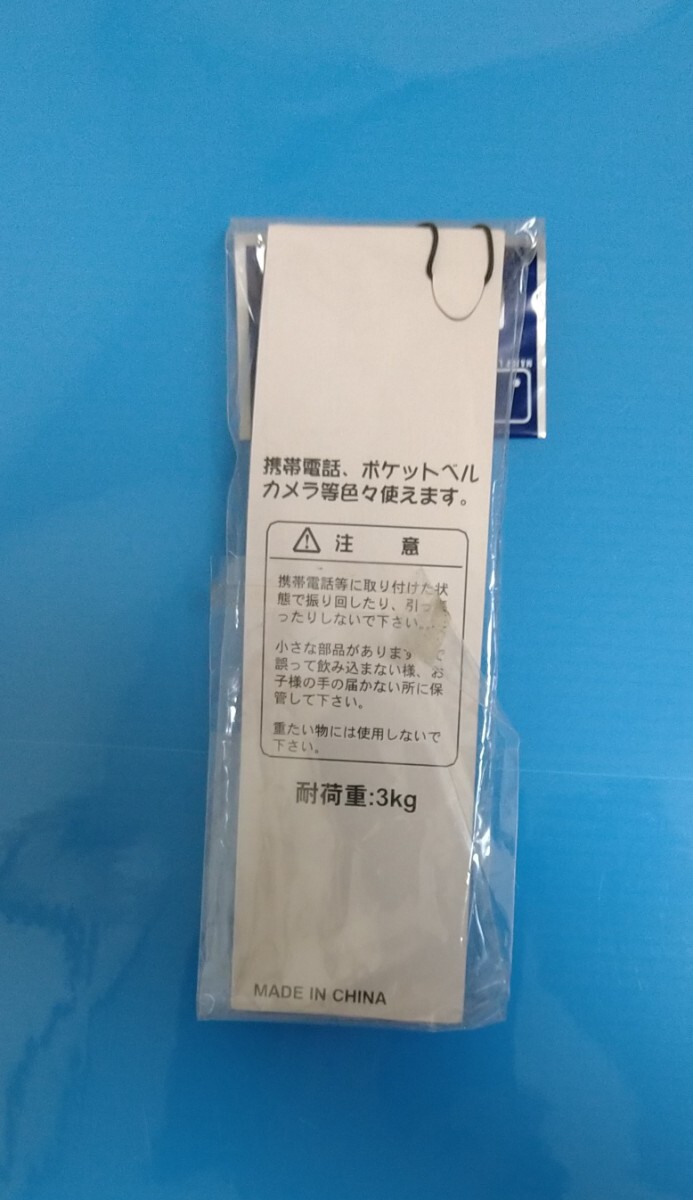 携帯電話、ポケットベル
カメラ等色々使えます。
注 意
携帯電話等に取り付けた状
態で振り回したり、引っ
ったりしないで下さい。
小さな部品があります で
誤って飲み込まない様、お
子様の手の届かない所に保
管して下さい。
重たい物には使用しないで
下さい。
耐荷重:3kg
MADE IN CHINA